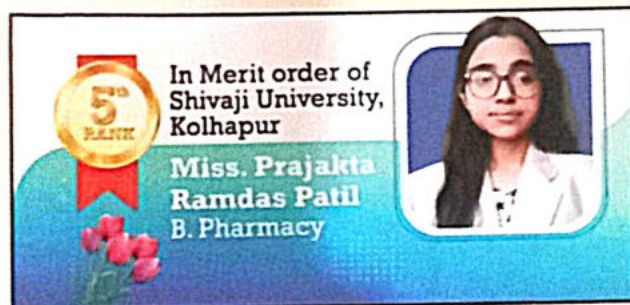 5th
RANK
In Merit order of
Shivaji University,
Kolhapur
Miss. Prajakta
Ramdas Patil
B. Pharmacy